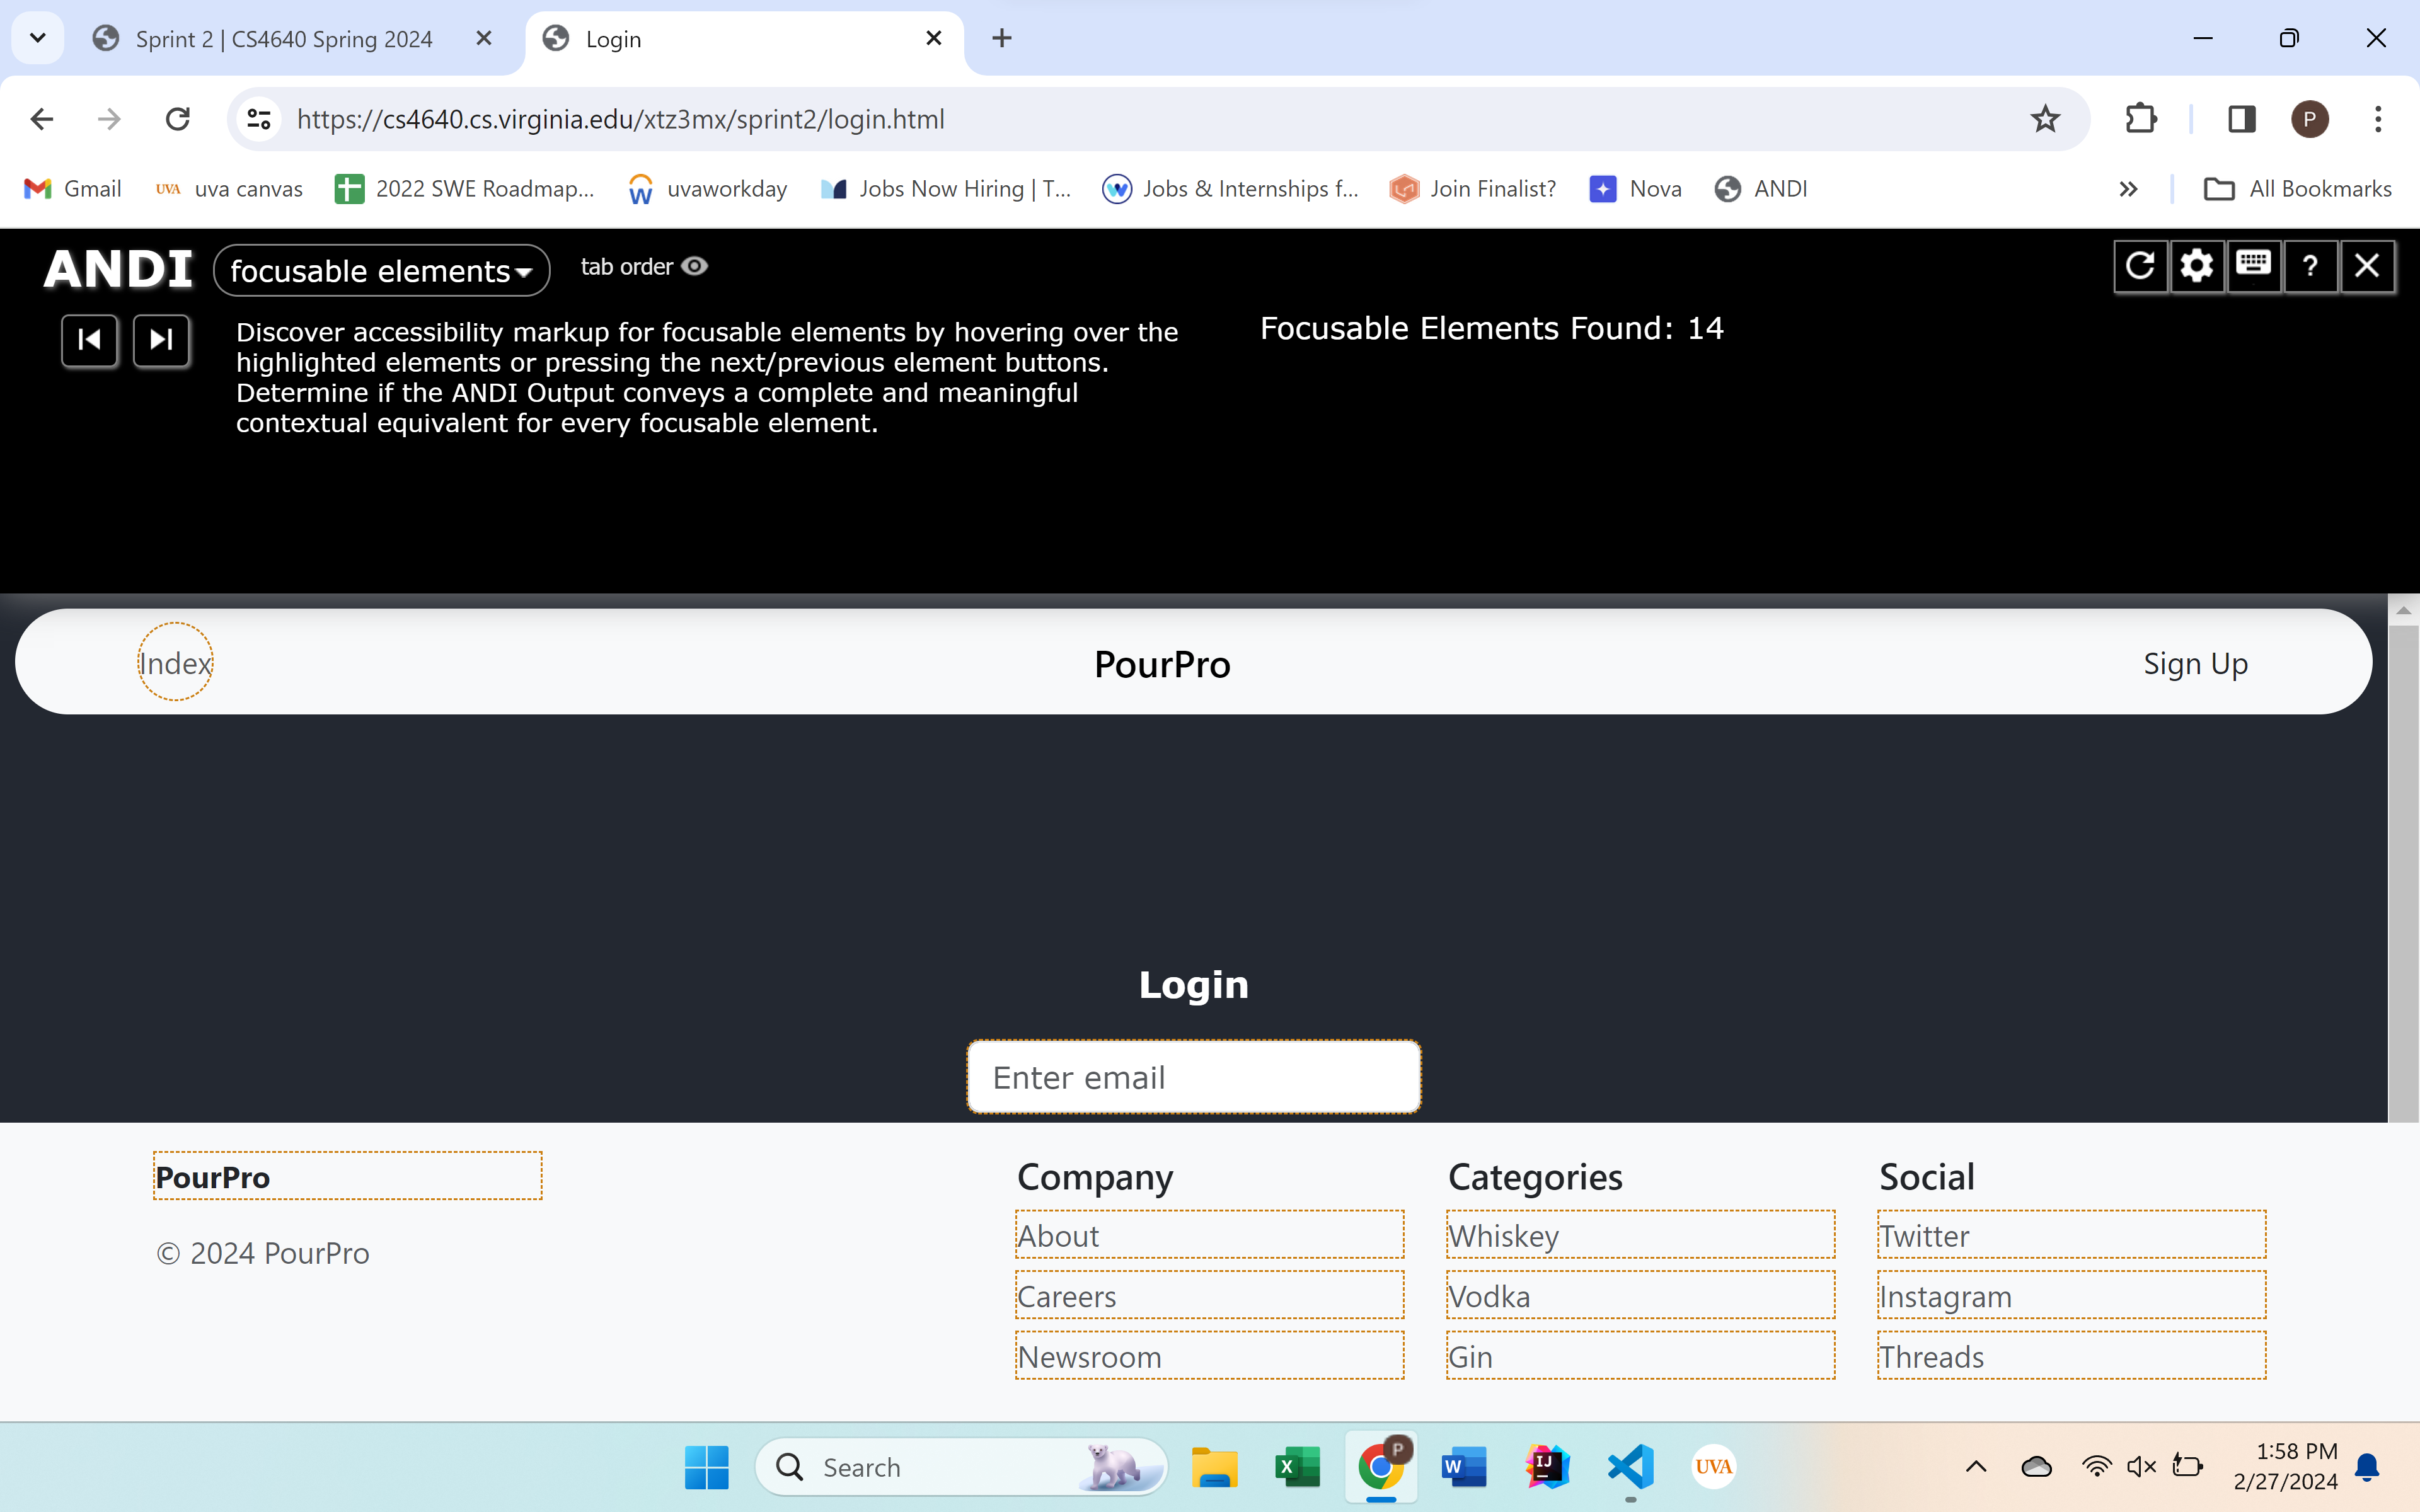 Sprint 2 | CS4640 Spring 2024
Login
https://cs4640.cs.virginia.edu/xtz3mx/sprint2/login.html
P
Gmail
UVA uva canvas
2022 SWE Roadmap...
uvaworkday
Jobs Now Hiring | T...
Jobs & Internships f...
Join Finalist?
Nova
ANDI
All Bookmarks
ANDI
focusable elements
tab order
?
Discover accessibility markup for focusable elements by hovering over the
highlighted elements or pressing the next/previous element buttons.
Determine if the ANDI Output conveys a complete and meaningful
contextual equivalent for every focusable element.
Focusable Elements Found: 14
Index
PourPro
Sign Up
Login
Enter email
PourPro
© 2024 PourPro
Company
About
Careers
Newsroom
Categories
Whiskey
Vodka
Gin
Social
Twitter
Instagram
Threads
Search
X
P
W
IJ
UVA
1:58 PM
2/27/2024